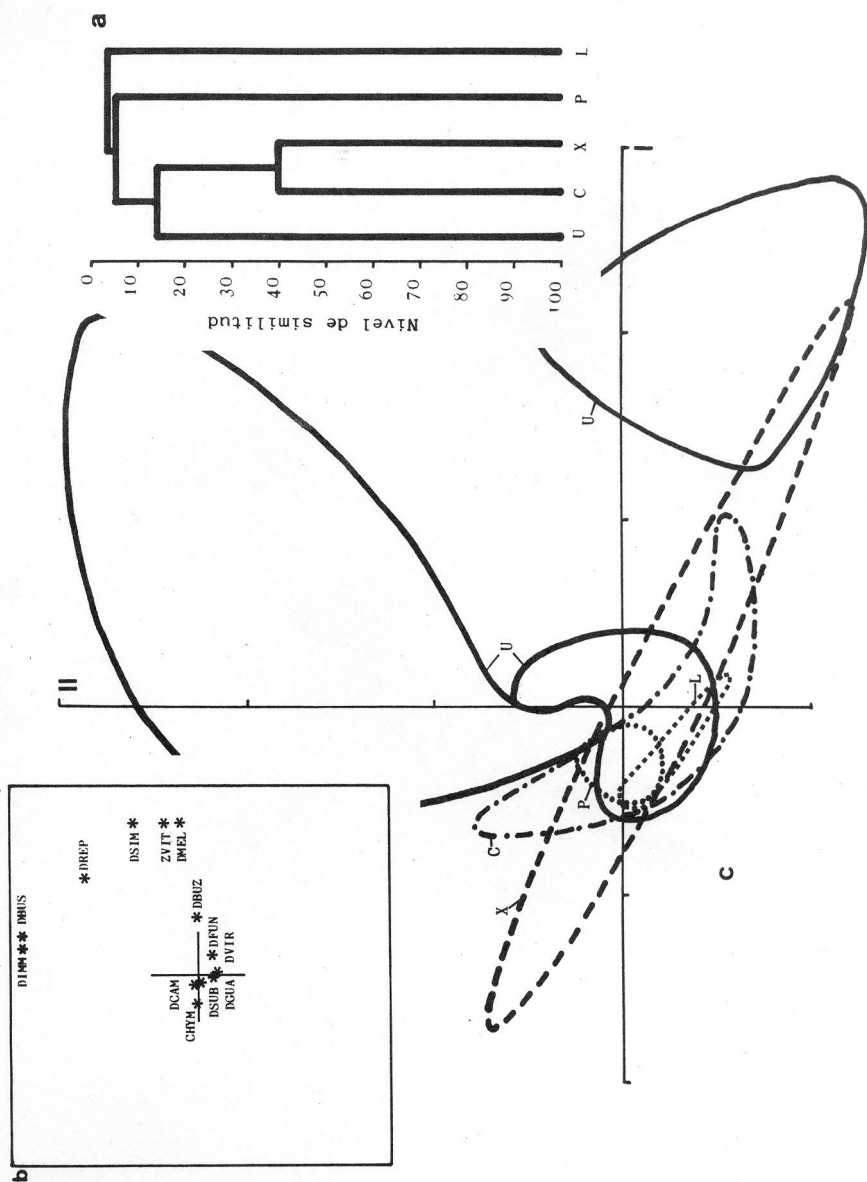 a
0
10
20
30
40
50
60
70
80
90
100
Nivel de similitud
U
C
X
P
L
b
DIMM
DBUS
DREP
DSIM
ZVIT
DMEL
DBUZ
DFUN
DVIR
DCAM
CHYM
DSUB
DGUA
II
I
U
U
L
P
C
X
C